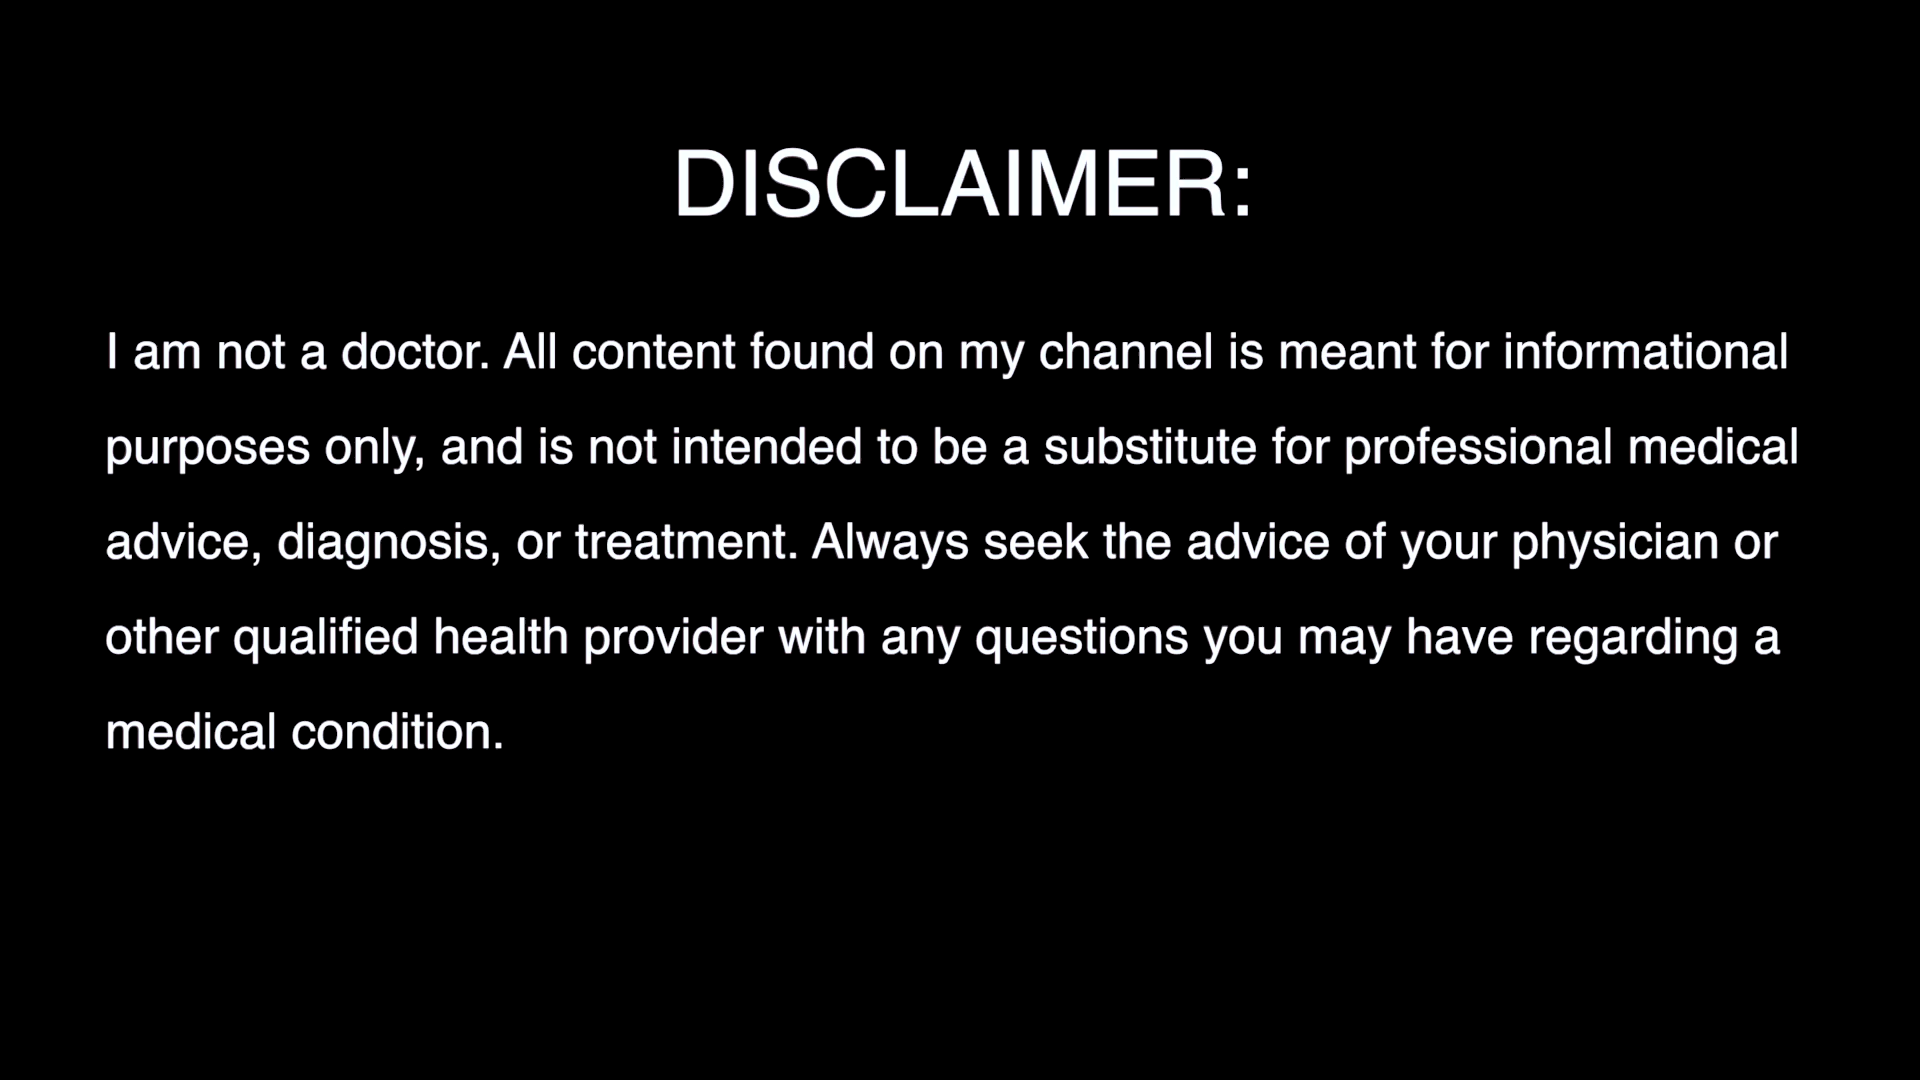 DISCLAIMER:
I am not a doctor. All content found on my channel is meant for informational
purposes only, and is not intended to be a substitute for professional medical
advice, diagnosis, or treatment. Always seek the advice of your physician or
other qualified health provider with any questions you may have regarding a
medical condition.